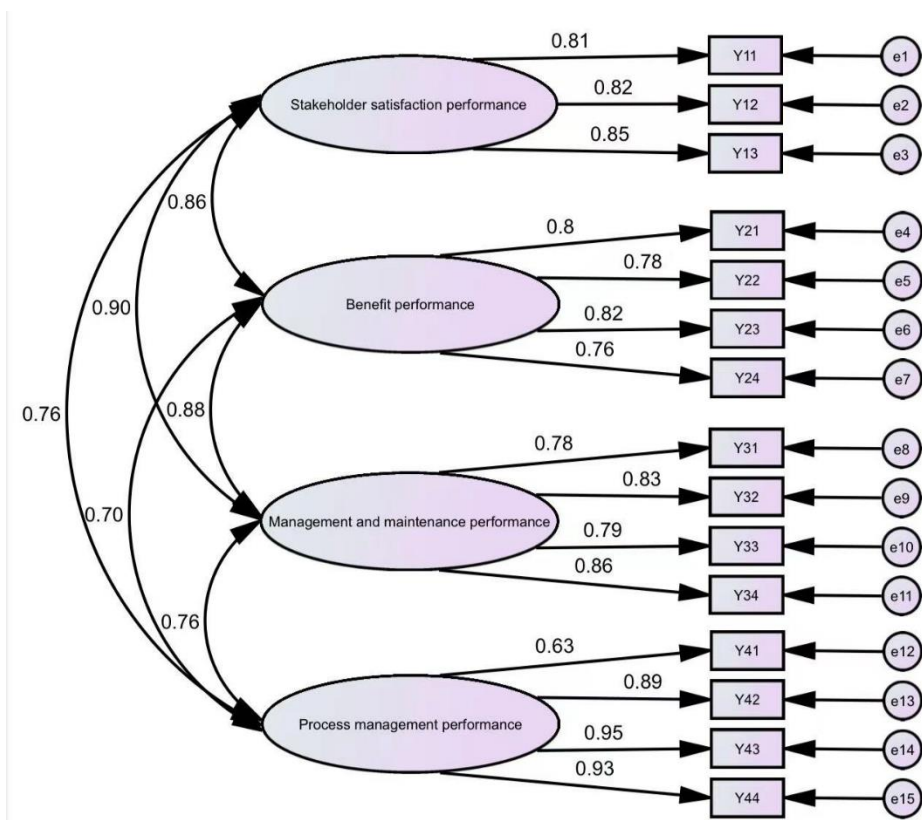 0.81
Y11
e1
Stakeholder satisfaction performance
0.82
Y12
e2
0.85
Y13
e3
0.86
0.8
Y21
e4
0.78
Y22
e5
0.90
Benefit performance
0.82
Y23
e6
0.76
Y24
e7
0.76
0.88
0.78
Y31
e8
0.83
Y32
e9
0.70
Management and maintenance performance
0.79
Y33
e10
0.86
Y34
e11
0.76
0.63
Y41
e12
0.89
Y42
e13
Process management performance
0.95
Y43
e14
0.93
Y44
e15